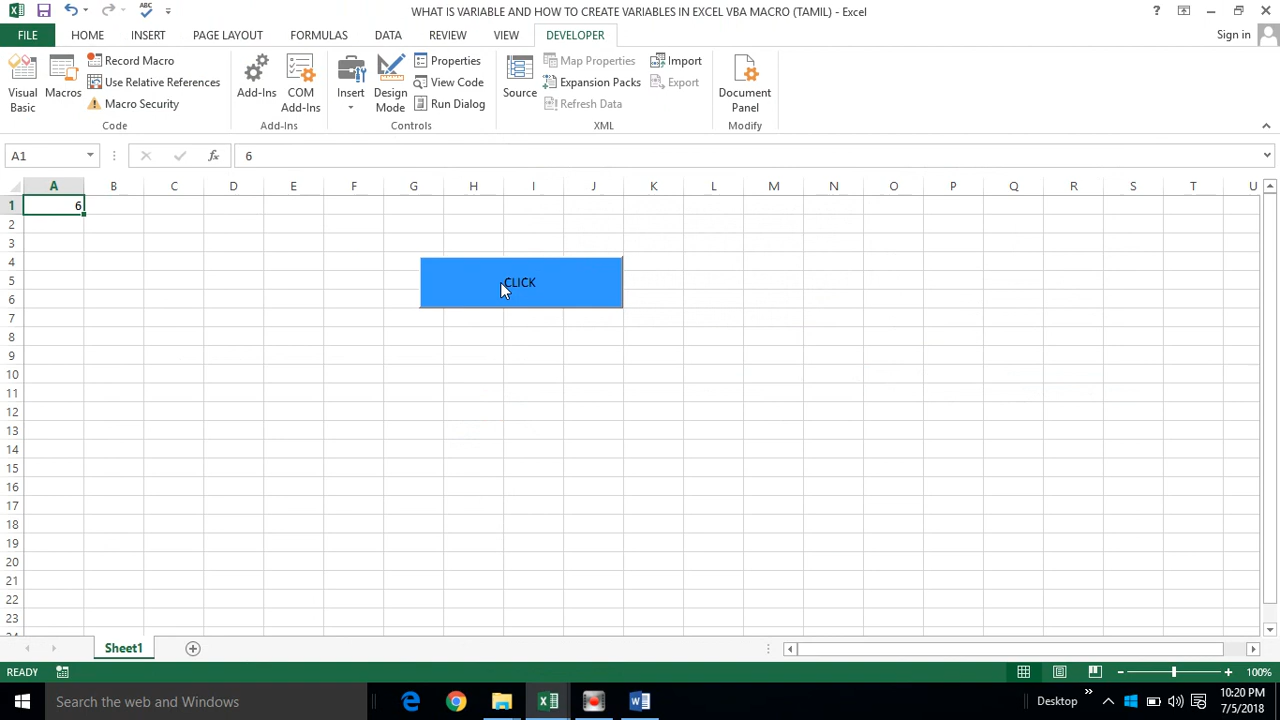 WHAT IS VARIABLE AND HOW TO CREATE VARIABLES IN EXCEL VBA MACRO (TAMIL) - Excel
FILE HOME INSERT PAGE LAYOUT FORMULAS DATA REVIEW VIEW DEVELOPER Sign in
Visual Basic
Macros
Record Macro
Use Relative References
Macro Security
Code
Add-Ins
COM Add-Ins
Add-Ins
Insert
Design Mode
Properties
View Code
Run Dialog
Controls
Source
Map Properties
Expansion Packs
Refresh Data
Import
Export
XML
Document Panel
Modify
A1 fx 6
A B C D E F G H I J K L M N O P Q R S T U
1 6
2
3
4
5
6
CLICK
7
8
9
10
11
12
13
14
15
16
17
18
19
20
21
22
23
24
Sheet1
READY 100%
Search the web and Windows
Desktop
10:20 PM
7/5/2018